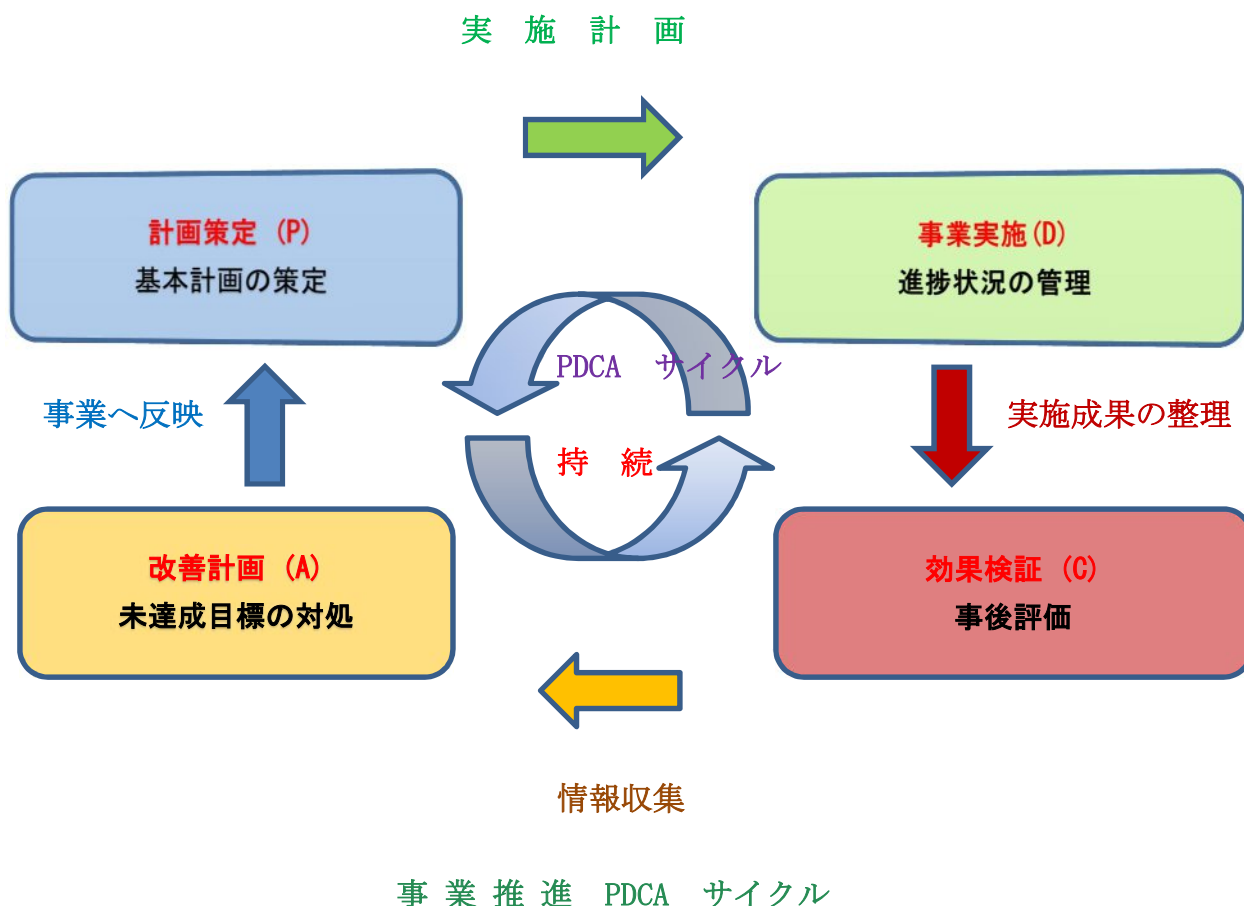 実　施　計　画
計画策定 (P)
基本計画の策定
事業実施(D)
進捗状況の管理
PDCA　サイクル
事業へ反映
実施成果の整理
持　続
改善計画 (A)
未達成目標の対処
効果検証 (C)
事後評価
情報収集
事 業 推 進　PDCA　サイクル